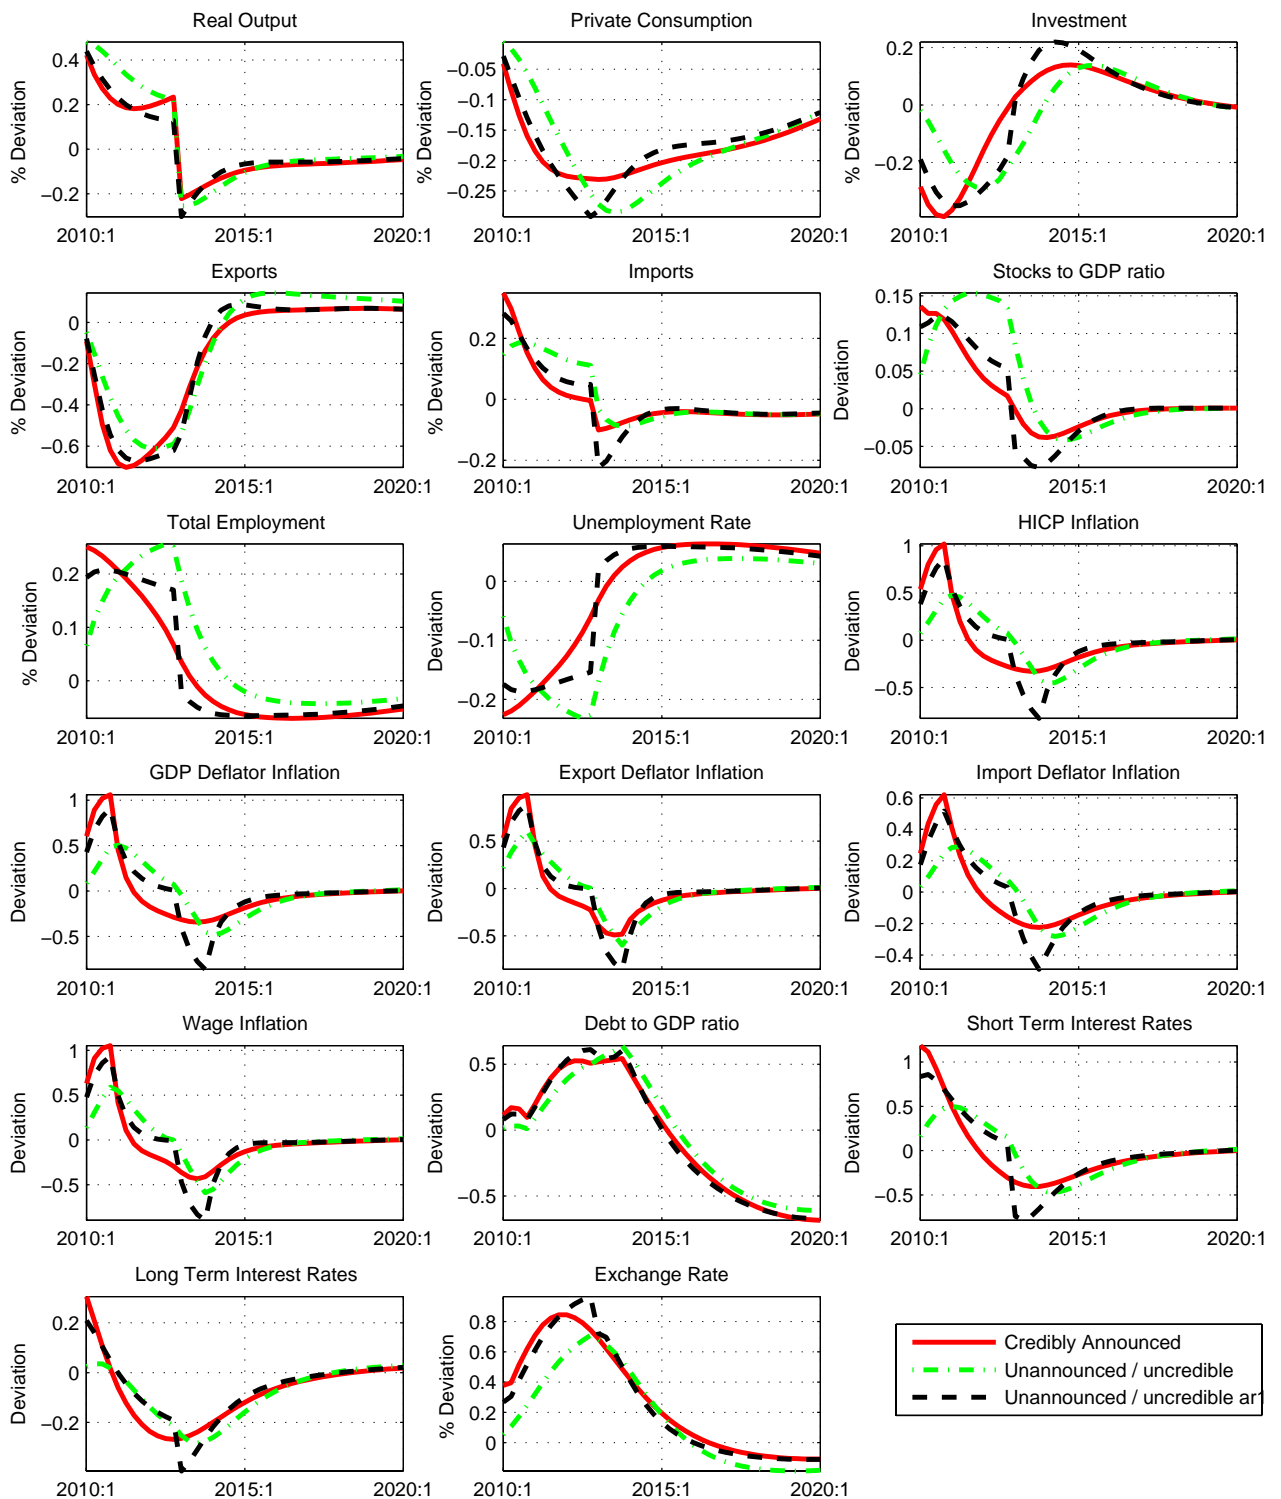 Real Output
Private Consumption
Investment
% Deviation
0.4
0.2
0
−0.2
2010:1 2015:1 2020:1
% Deviation
−0.05
−0.1
−0.15
−0.2
−0.25
2010:1 2015:1 2020:1
% Deviation
0.2
0
−0.2
2010:1 2015:1 2020:1
Exports
Imports
Stocks to GDP ratio
% Deviation
0
−0.2
−0.4
−0.6
2010:1 2015:1 2020:1
% Deviation
0.2
0
−0.2
2010:1 2015:1 2020:1
Deviation
0.15
0.1
0.05
0
−0.05
2010:1 2015:1 2020:1
Total Employment
Unemployment Rate
HICP Inflation
% Deviation
0.2
0.1
0
2010:1 2015:1 2020:1
Deviation
0
−0.1
−0.2
2010:1 2015:1 2020:1
Deviation
1
0.5
0
−0.5
2010:1 2015:1 2020:1
GDP Deflator Inflation
Export Deflator Inflation
Import Deflator Inflation
Deviation
1
0.5
0
−0.5
2010:1 2015:1 2020:1
Deviation
0.5
0
−0.5
2010:1 2015:1 2020:1
Deviation
0.6
0.4
0.2
0
−0.2
−0.4
2010:1 2015:1 2020:1
Wage Inflation
Debt to GDP ratio
Short Term Interest Rates
Deviation
1
0.5
0
−0.5
2010:1 2015:1 2020:1
Deviation
0.5
0
−0.5
2010:1 2015:1 2020:1
Deviation
1
0.5
0
−0.5
2010:1 2015:1 2020:1
Long Term Interest Rates
Exchange Rate
Deviation
0.2
0
−0.2
2010:1 2015:1 2020:1
% Deviation
0.8
0.6
0.4
0.2
0
2010:1 2015:1 2020:1
Credibly Announced
Unannounced / uncredible
Unannounced / uncredible ar1